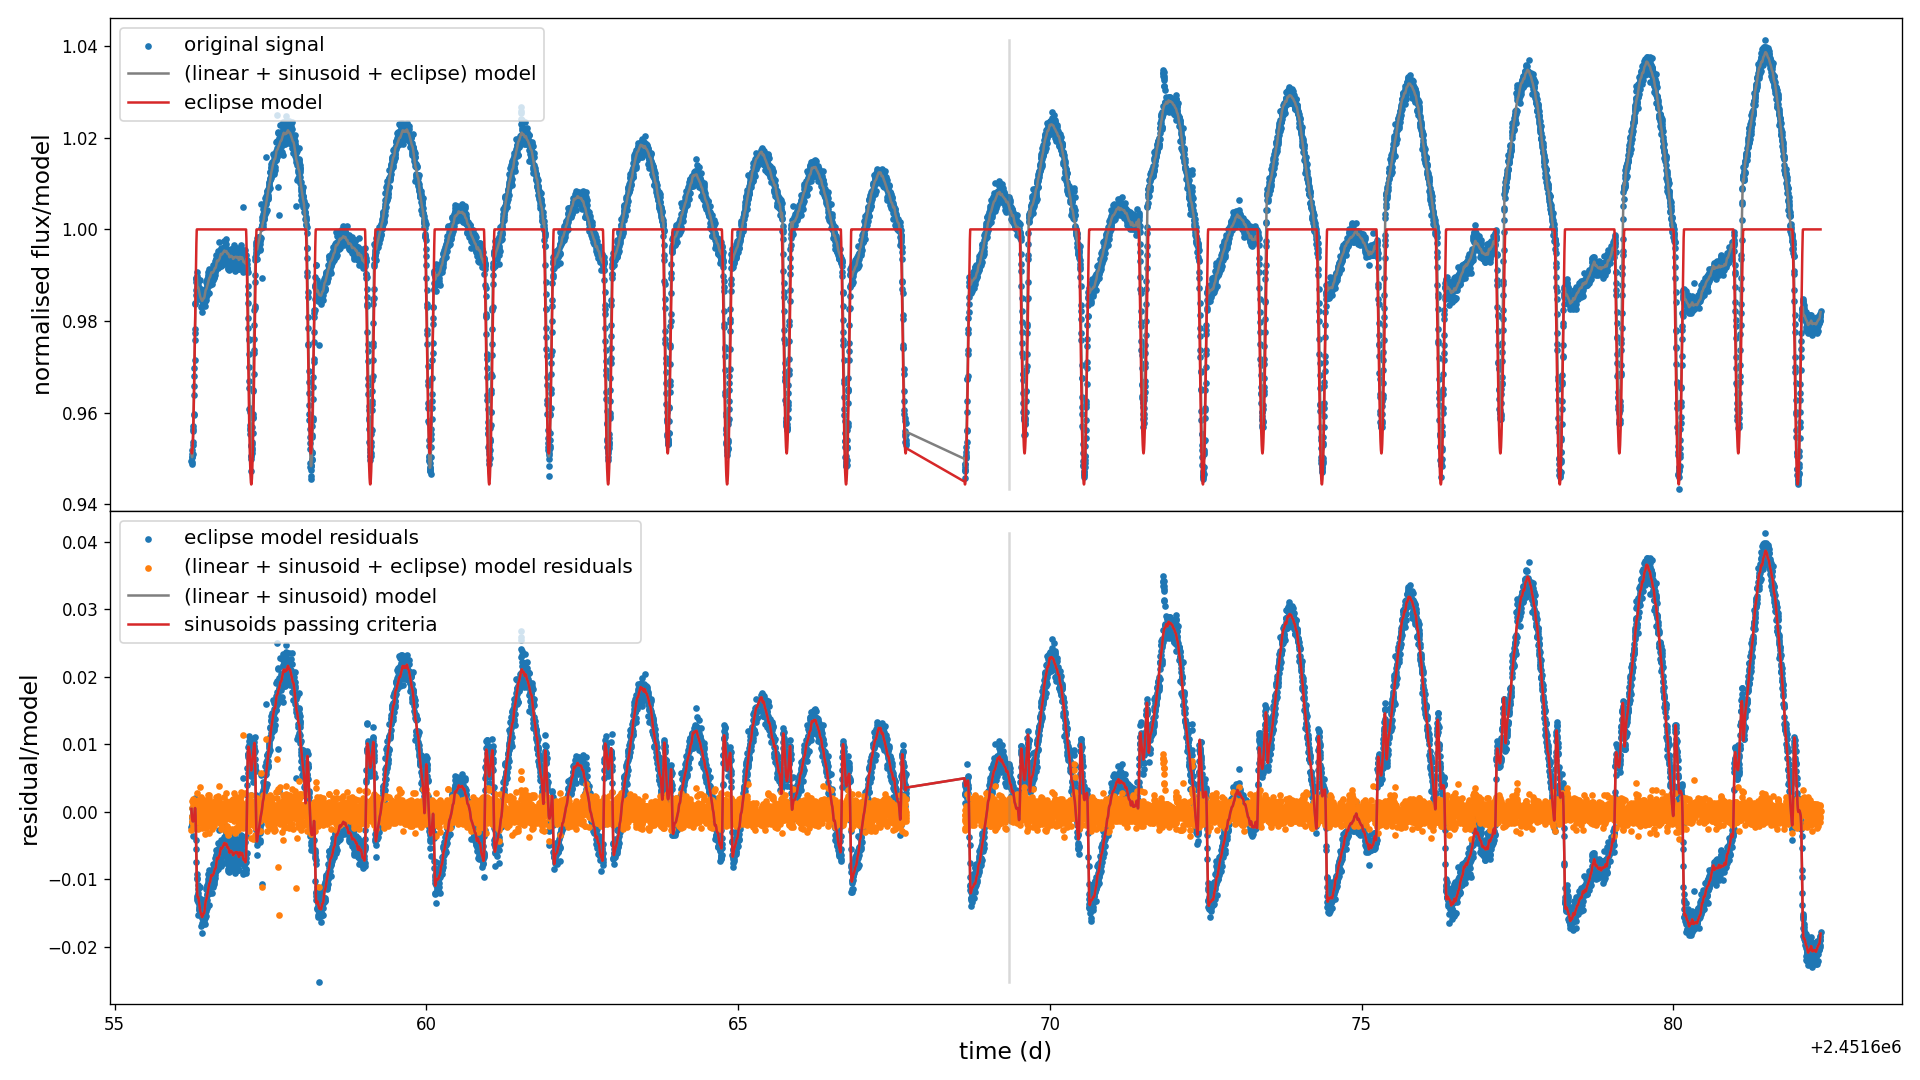 original signal
(linear + sinusoid + eclipse) model
eclipse model
normalised flux/model
1.04
1.02
1.00
0.98
0.96
0.94
eclipse model residuals
(linear + sinusoid + eclipse) model residuals
(linear + sinusoid) model
sinusoids passing criteria
residual/model
0.04
0.03
0.02
0.01
0.00
−0.01
−0.02
55
60
65
70
75
80
time (d)
+2.4516e6